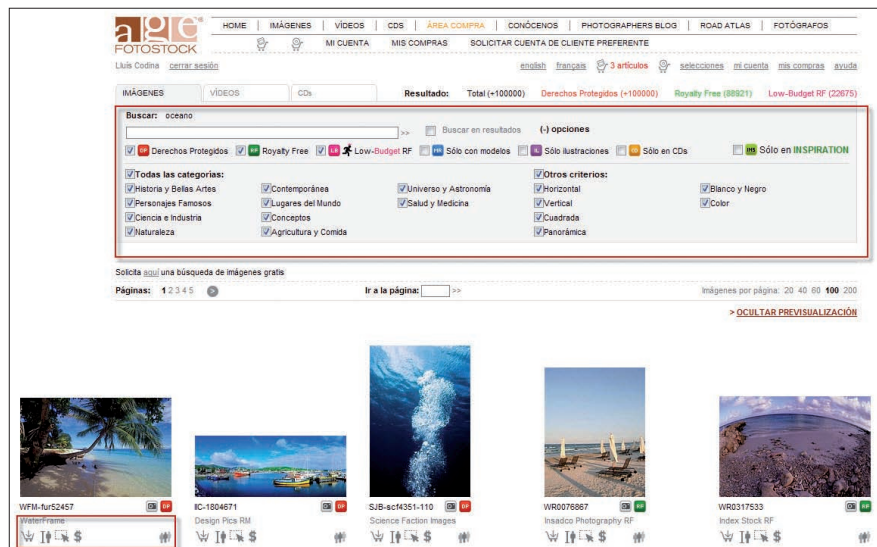 age
FOTOSTOCK
HOME | IMÁGENES | VÍDEOS | CDS | ÁREA COMPRA | CONÓCENOS | PHOTOGRAPHERS BLOG | ROAD ATLAS | FOTÓGRAFOS
MI CUENTA MIS COMPRAS SOLICITAR CUENTA DE CLIENTE PREFERENTE
Lluís Codina cerrar sesión english français 3 artículos selecciones mi cuenta mis compras ayuda
IMÁGENES VÍDEOS CDs Resultado: Total (+100000) Derechos Protegidos (+100000) Royalty Free (88921) Low-Budget RF (22675)
Buscar: oceano
>> Buscar en resultados (-) opciones
DP Derechos Protegidos RF Royalty Free LB Low-Budget RF MR Sólo con modelos IL Sólo ilustraciones CD Sólo en CDs INS Sólo en INSPIRATION
Todas las categorías: Otros criterios:
Historia y Bellas Artes Contemporánea Universo y Astronomía Horizontal Blanco y Negro
Personajes Famosos Lugares del Mundo Salud y Medicina Vertical Color
Ciencia e Industria Conceptos Cuadrada
Naturaleza Agricultura y Comida Panorámica
Solicita aquí una búsqueda de imágenes gratis
Páginas: 1 2 3 4 5 > Ir a la página: >> Imágenes por página: 20 40 60 100 200
> OCULTAR PREVISUALIZACIÓN
WFM-fur52457 DP IC-1804671 DP SJB-scf4351-110 DP WR0076867 RF WR0317533 RF
WaterFrame Design Pics RM Science Faction Images Insadco Photography RF Index Stock RF
$ $ $ $ $